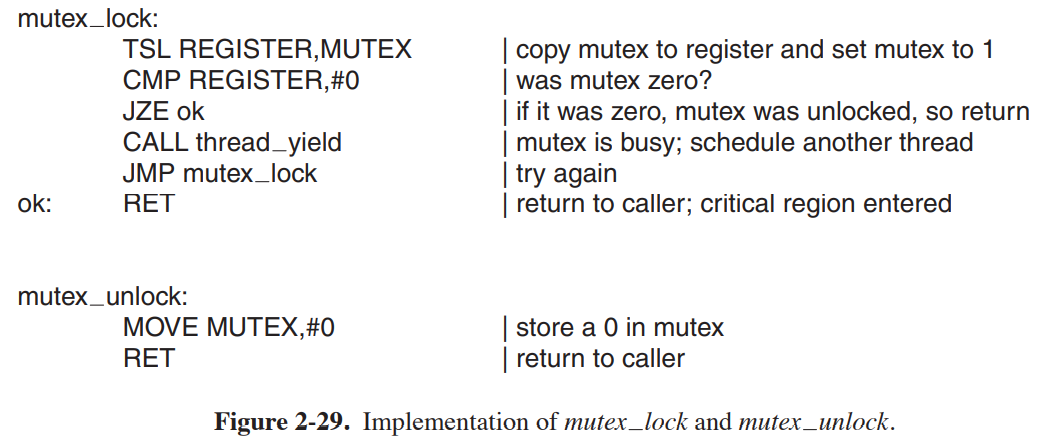 mutex_lock:
TSL REGISTER,MUTEX | copy mutex to register and set mutex to 1
CMP REGISTER,#0 | was mutex zero?
JZE ok | if it was zero, mutex was unlocked, so return
CALL thread_yield | mutex is busy; schedule another thread
JMP mutex_lock | try again
ok: RET | return to caller; critical region entered
mutex_unlock:
MOVE MUTEX,#0 | store a 0 in mutex
RET | return to caller
Figure 2-29. Implementation of mutex_lock and mutex_unlock.